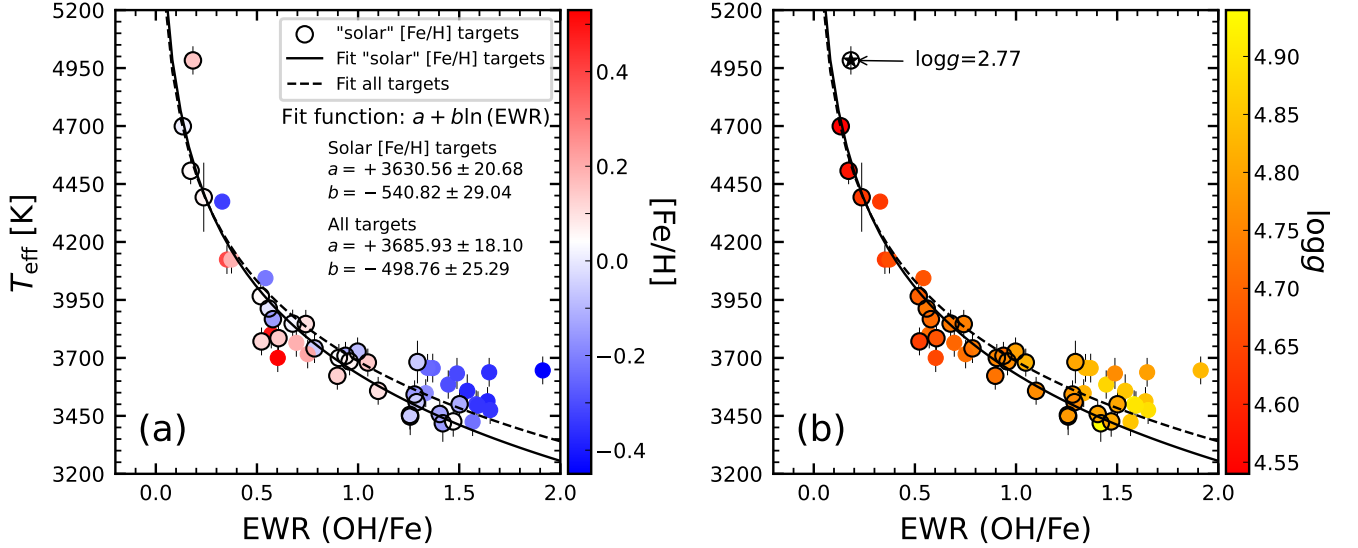 5200
4950
4700
4450
4200
3950
3700
3450
3200
T_eff [K]
"solar" [Fe/H] targets
Fit "solar" [Fe/H] targets
Fit all targets
Fit function: a + b ln (EWR)
Solar [Fe/H] targets
a = +3630.56 ± 20.68
b = −540.82 ± 29.04
All targets
a = +3685.93 ± 18.10
b = −498.76 ± 25.29
(a)
0.0 0.5 1.0 1.5 2.0
EWR (OH/Fe)
0.4
0.2
0.0
−0.2
−0.4
[Fe/H]
5200
4950
4700
4450
4200
3950
3700
3450
3200
logg=2.77
(b)
0.0 0.5 1.0 1.5 2.0
EWR (OH/Fe)
4.90
4.85
4.80
4.75
4.70
4.65
4.60
4.55
logg